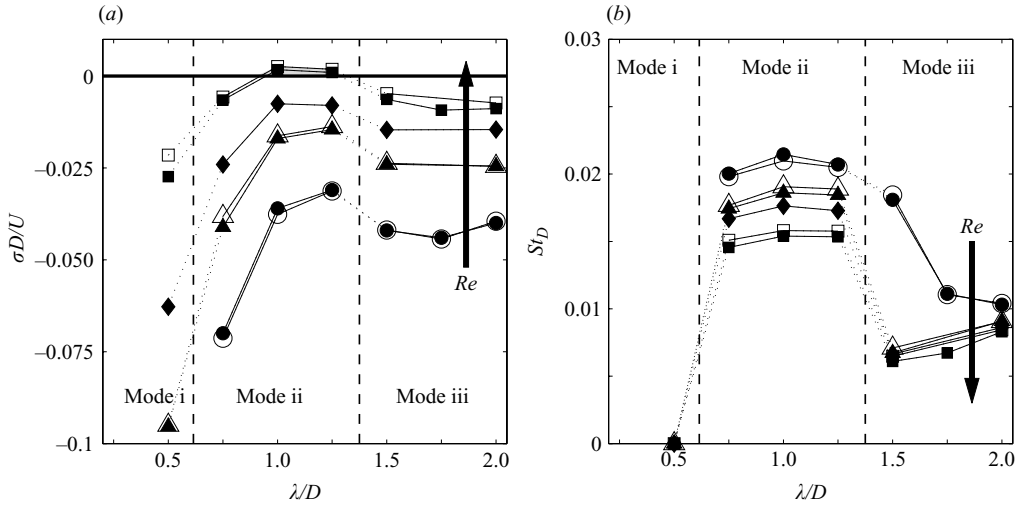 (a)
0
–0.025
–0.050
–0.075
–0.1
σD/U
Mode i
Mode ii
Mode iii
Re
0.5
1.0
1.5
2.0
λ/D
(b)
0.03
0.02
0.01
0
St_D
Mode i
Mode ii
Mode iii
Re
0.5
1.0
1.5
2.0
λ/D